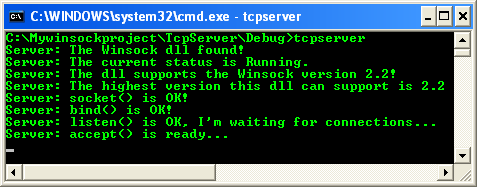 C:\WINDOWS\system32\cmd.exe - tcpserver
C:\Mywinsockproject\TcpServer\Debug>tcpserver
Server: The Winsock dll found!
Server: The current status is Running.
Server: The dll supports the Winsock version 2.2!
Server: The highest version this dll can support is 2.2
Server: socket() is OK!
Server: bind() is OK!
Server: listen() is OK, I'm waiting for connections...
Server: accept() is ready...